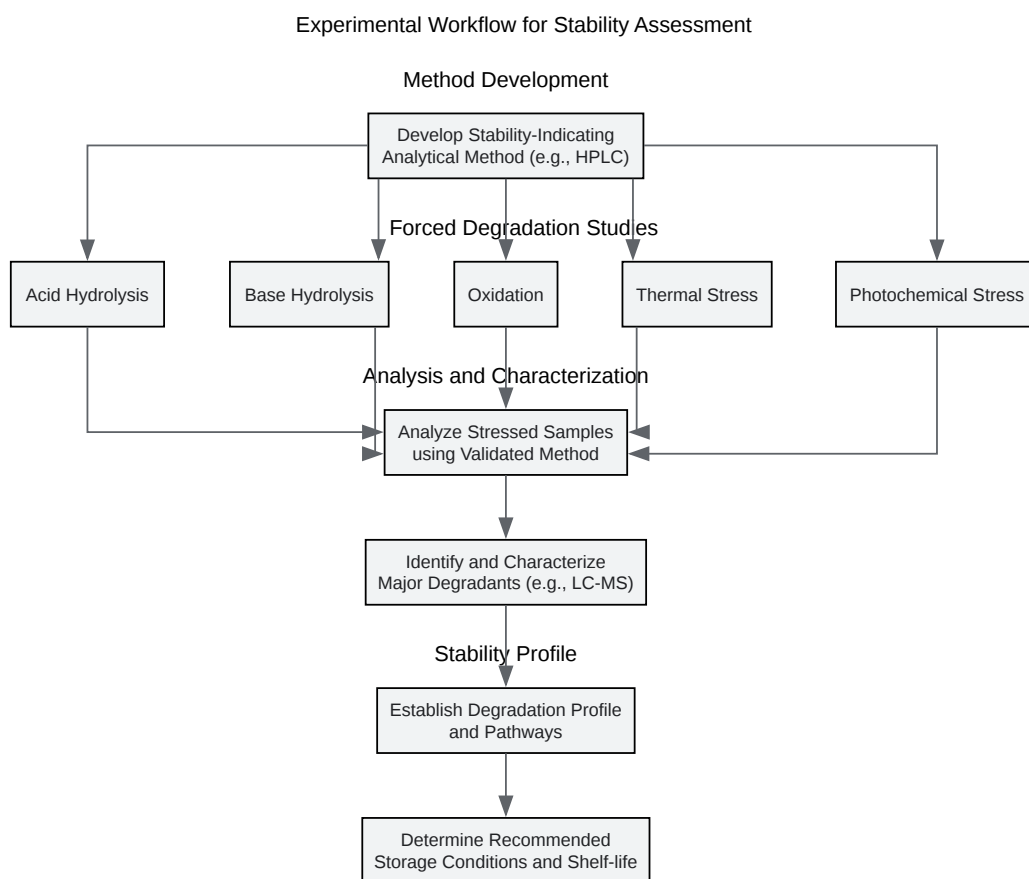 Experimental Workflow for Stability Assessment
Method Development
Develop Stability-Indicating
Analytical Method (e.g., HPLC)
Forced Degradation Studies
Acid Hydrolysis
Base Hydrolysis
Oxidation
Thermal Stress
Photochemical Stress
Analysis and Characterization
Analyze Stressed Samples
using Validated Method
Identify and Characterize
Major Degradants (e.g., LC-MS)
Stability Profile
Establish Degradation Profile
and Pathways
Determine Recommended
Storage Conditions and Shelf-life